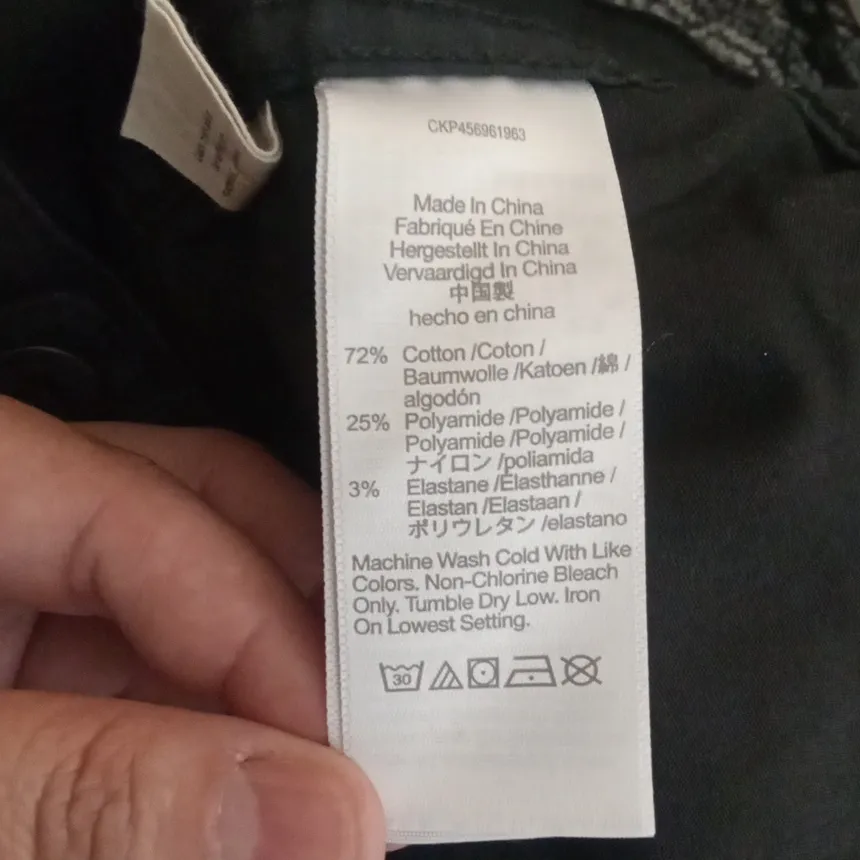 CKP456961963
Made In China
Fabriqué En Chine
Hergestellt In China
Vervaardigd In China
中国製
hecho en china
72% Cotton /Coton /
Baumwolle /Katoen /綿 /
algodón
25% Polyamide /Polyamide /
Polyamide /Polyamide /
ナイロン /poliamida
3% Elastane /Élasthanne /
Elastan /Elastaan /
ポリウレタン /elastano
Machine Wash Cold With Like
Colors. Non-Chlorine Bleach
Only. Tumble Dry Low. Iron
On Lowest Setting.
30